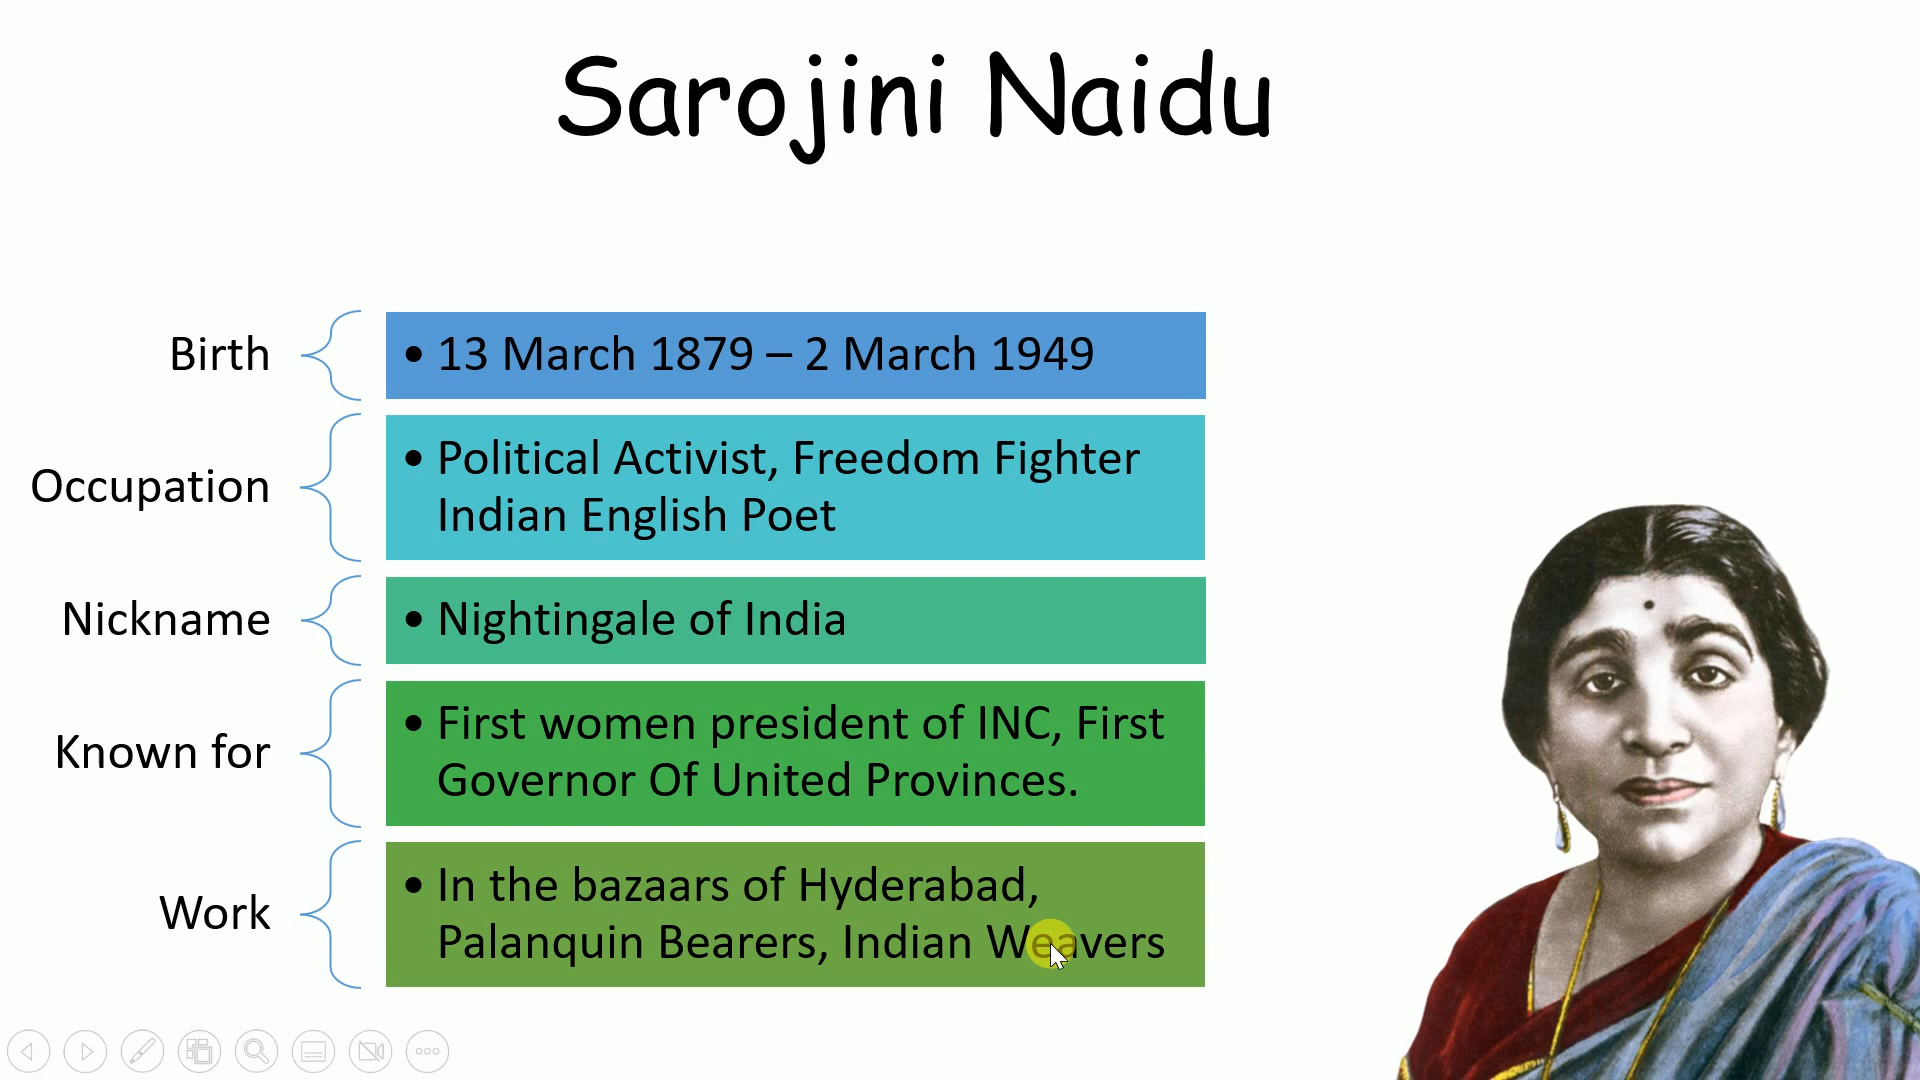 Sarojini Naidu
Birth
• 13 March 1879 – 2 March 1949
Occupation
• Political Activist, Freedom Fighter
Indian English Poet
Nickname
• Nightingale of India
Known for
• First women president of INC, First
Governor Of United Provinces.
Work
• In the bazaars of Hyderabad,
Palanquin Bearers, Indian Weavers